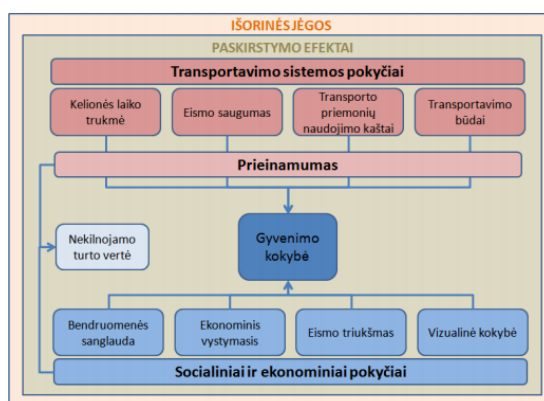 IŠORINĖS JĖGOS
PASKIRSTYMO EFEKTAI
Transportavimo sistemos pokyčiai
Kelionės laiko
trukmė
Eismo saugumas
Transporto
priemonių
naudojimo kaštai
Transportavimo
būdai
Prieinamumas
Nekilnojamo
turto vertė
Gyvenimo
kokybė
Bendruomenės
sanglauda
Ekonominis
vystymasis
Eismo triukšmas
Vizualinė kokybė
Socialiniai ir ekonominiai pokyčiai